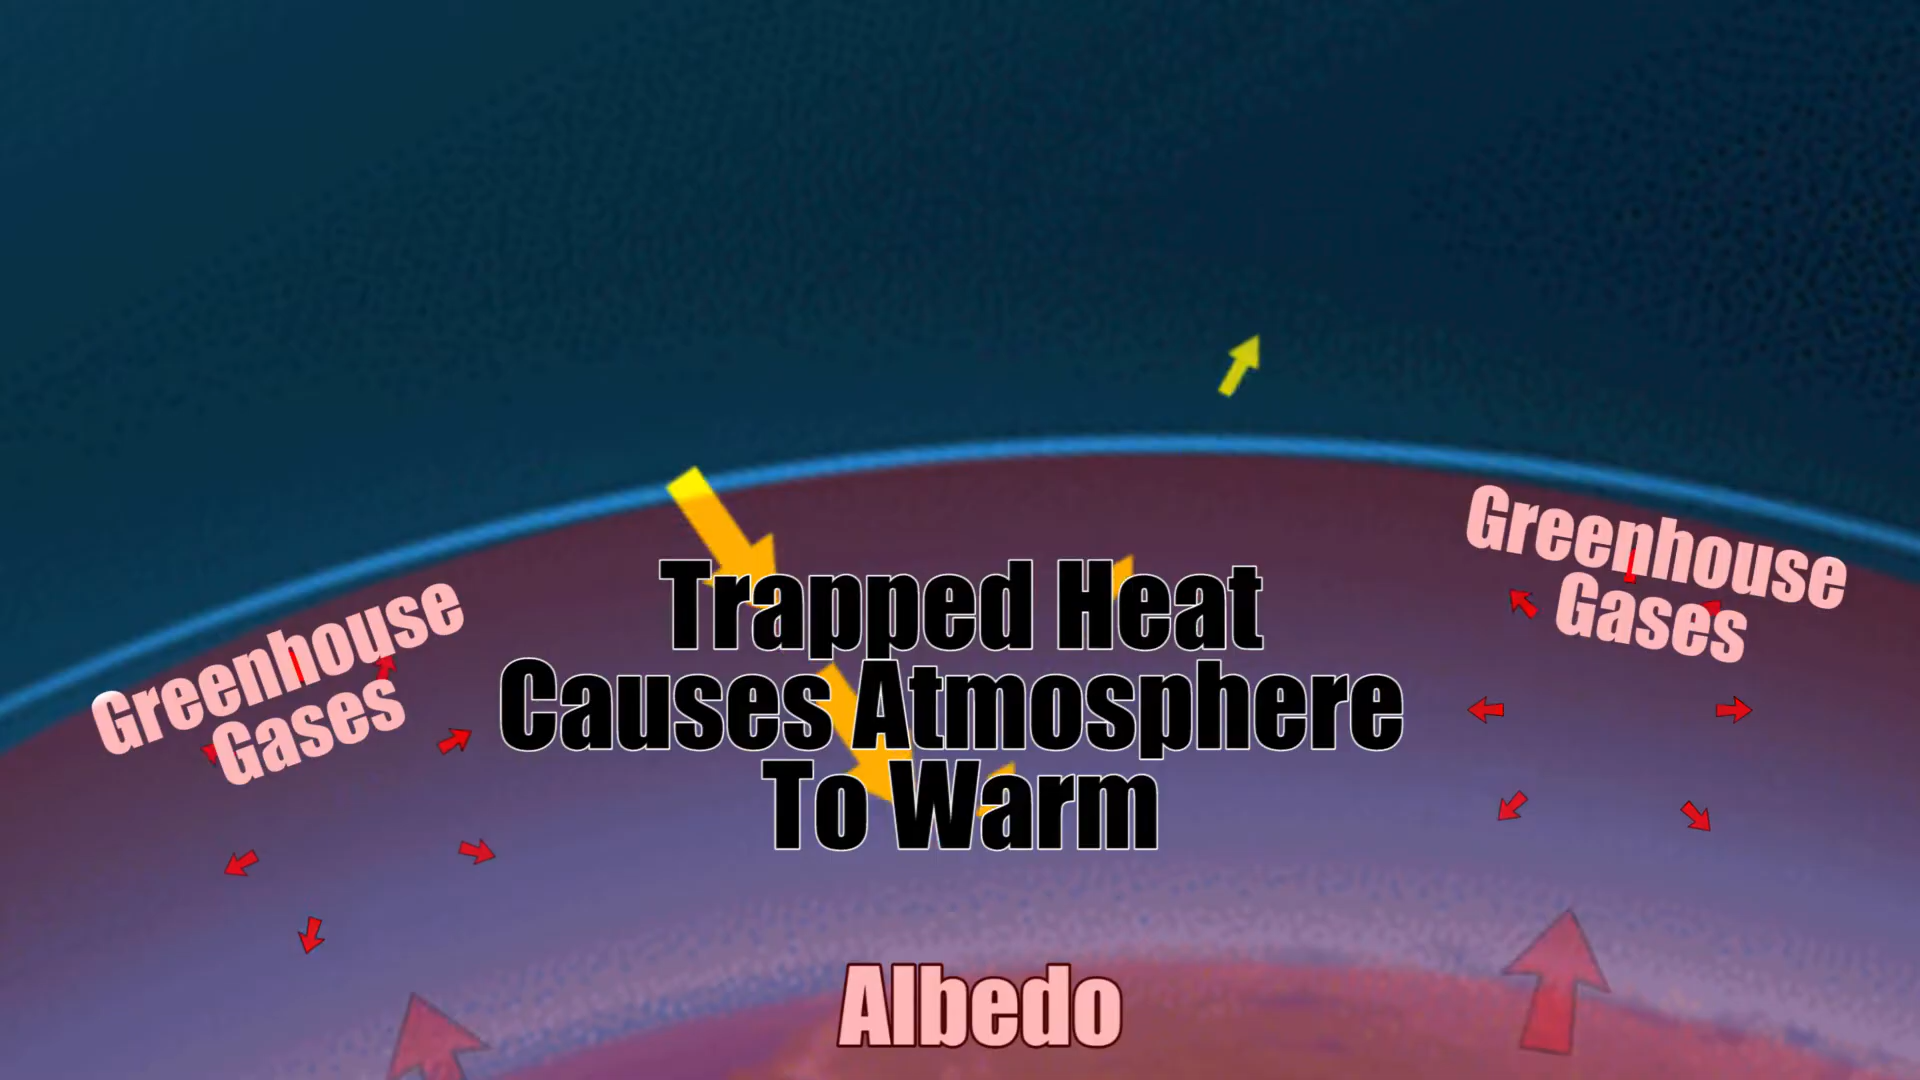 Greenhouse
Gases
Trapped Heat
Causes Atmosphere
To Warm
Greenhouse
Gases
Albedo